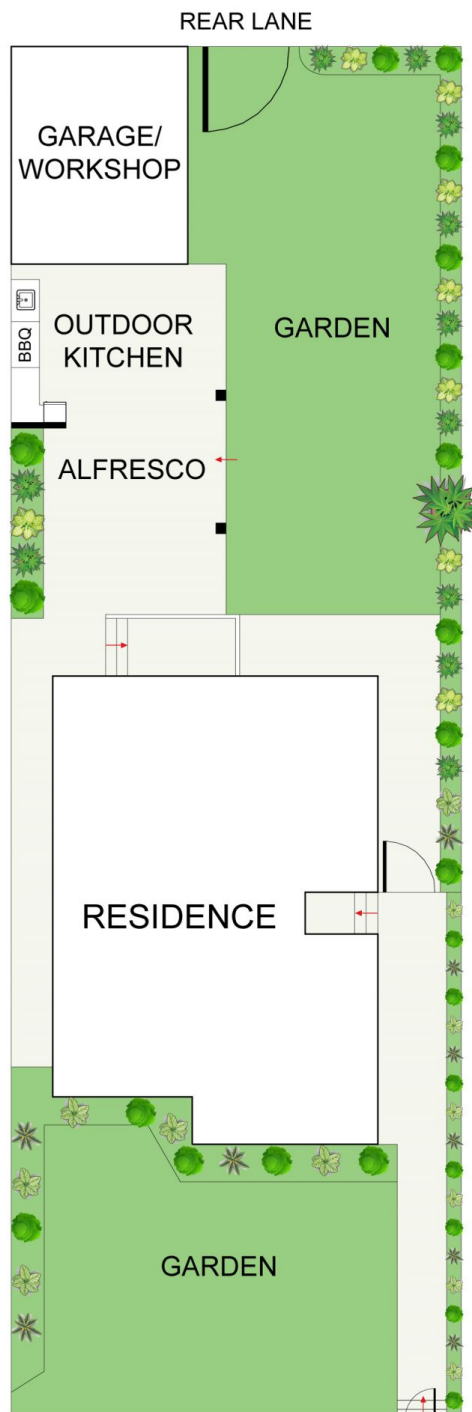 REAR LANE
GARAGE/
WORKSHOP
OUTDOOR
KITCHEN
BBQ
GARDEN
ALFRESCO
RESIDENCE
GARDEN